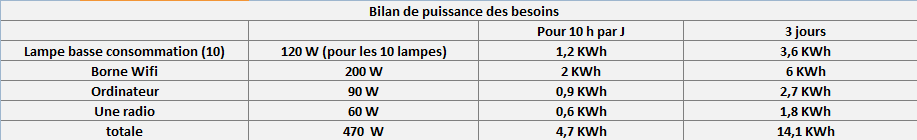 Bilan de puissance des besoins
Pour 10 h par J 3 jours
Lampe basse consommation (10) 120 W (pour les 10 lampes) 1,2 KWh 3,6 KWh
Borne Wifi 200 W 2 KWh 6 KWh
Ordinateur 90 W 0,9 KWh 2,7 KWh
Une radio 60 W 0,6 KWh 1,8 KWh
totale 470 W 4,7 KWh 14,1 KWh